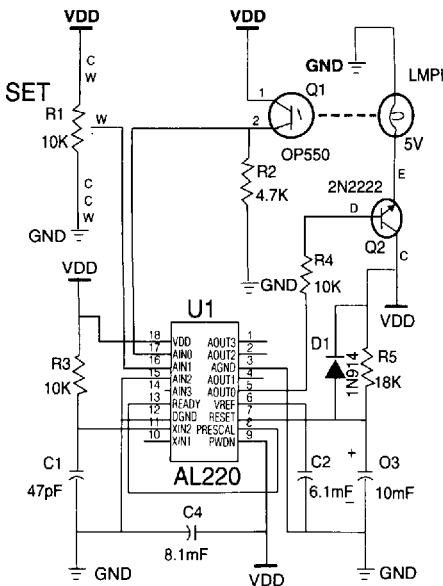 VDD
VDD
GND
LMPI
C
W
SET
R1
10K
W
1
2
Q1
OP550
5V
E
C
C
W
R2
4.7K
2N2222
D
Q2
C
GND
VDD
GND
R4
10K
VDD
U1
R3
10K
D1
1N914
R5
18K
18 VDD AOUT3 1
17 AIN0 AOUT2 2
16 AIN1 AGND 3
15 AIN2 AOUT1 4
14 AIN3 AOUT0 5
13 READY VREF 6
12 DGND RESET 7
11 XIN2 PRESCAL 8
10 XIN1 PWDN 9
AL220
C1
47pF
C2
6.1mF
+
O3
10mF
−
C4
8.1mF
GND
VDD
GND